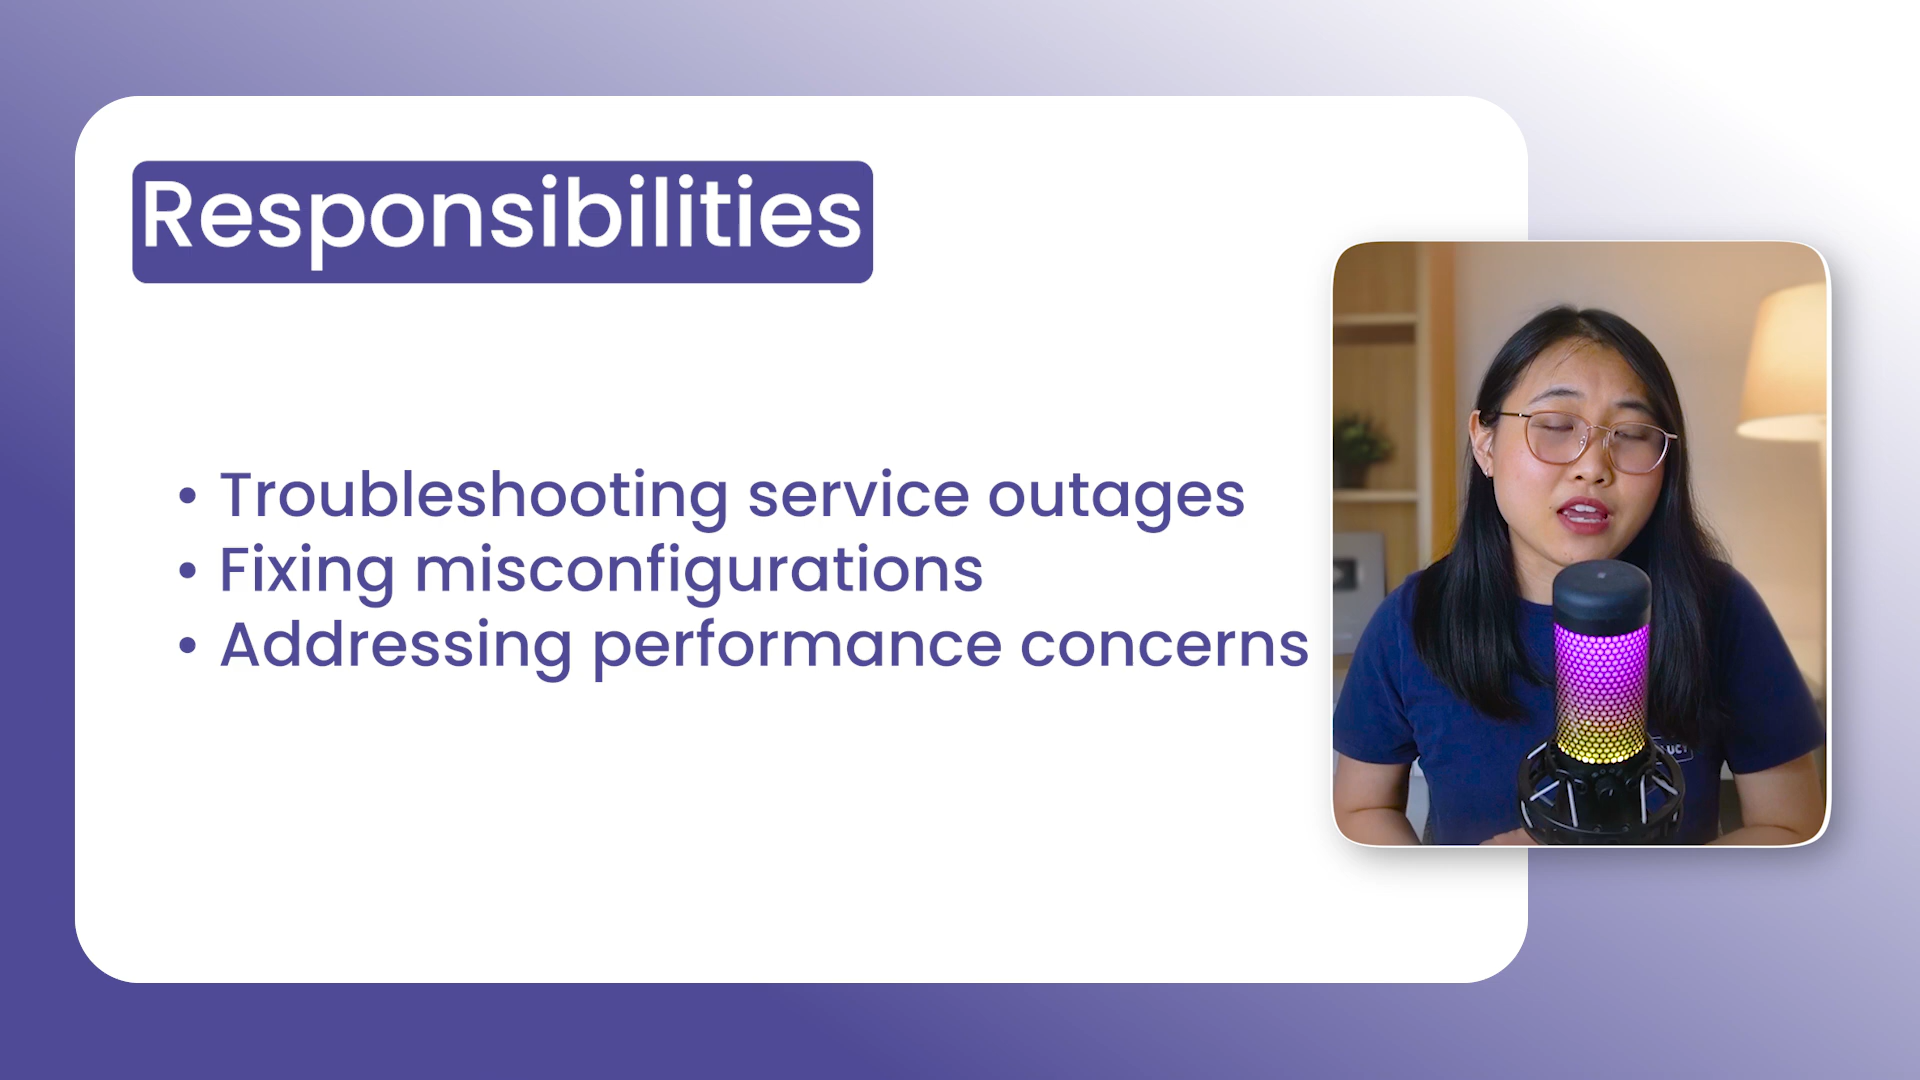 Responsibilities
• Troubleshooting service outages
• Fixing misconfigurations
• Addressing performance concerns